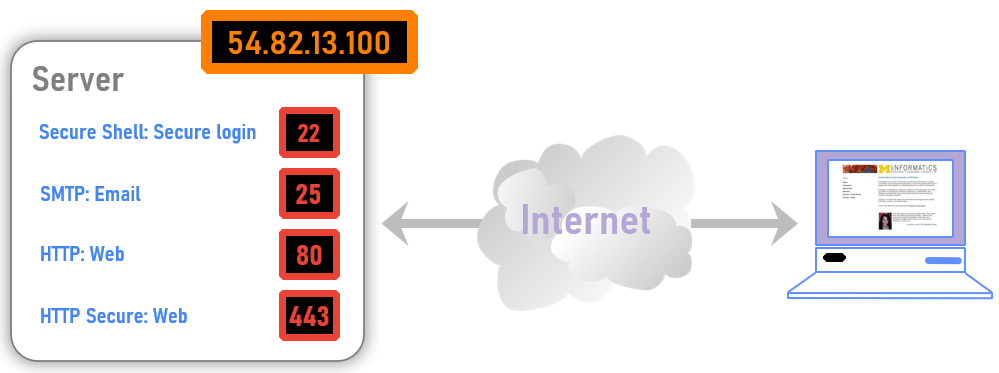 54.82.13.100
Server
Secure Shell: Secure login 22
SMTP: Email 25
HTTP: Web 80
HTTP Secure: Web 443
Internet
M INFORMATICS